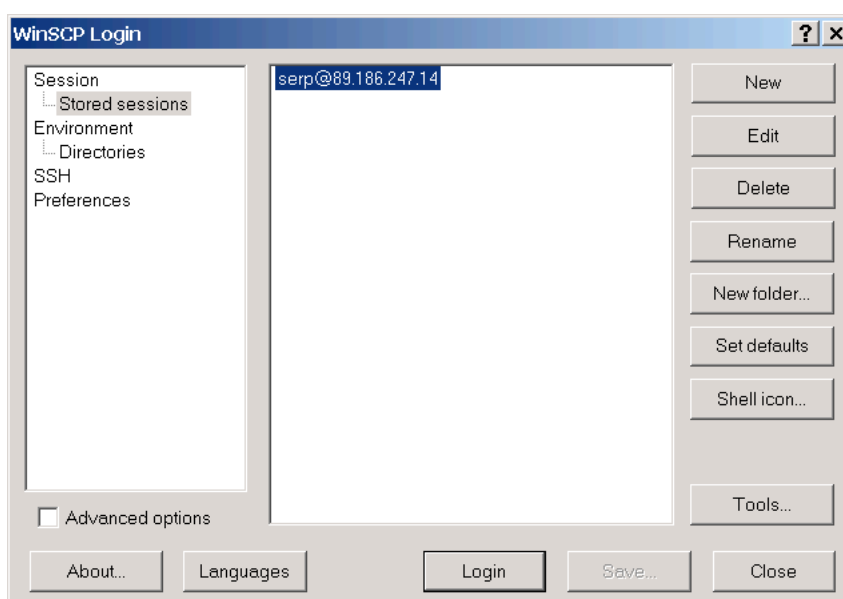 WinSCP Login
Session
Stored sessions
Environment
Directories
SSH
Preferences
Advanced options
serp@89.186.247.14
New
Edit
Delete
Rename
New folder...
Set defaults
Shell icon...
Tools...
About...
Languages
Login
Save...
Close